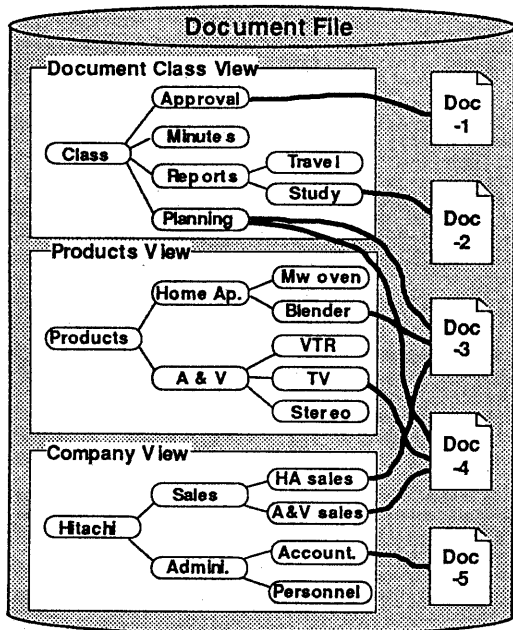 Document File
Document Class View
Class
Approval
Minutes
Reports
Travel
Study
Planning
Products View
Products
Home Ap.
Mw oven
Blender
A & V
VTR
TV
Stereo
Company View
Hitachi
Sales
HA sales
A&V sales
Admini.
Account.
Personnel
Doc
-1
Doc
-2
Doc
-3
Doc
-4
Doc
-5